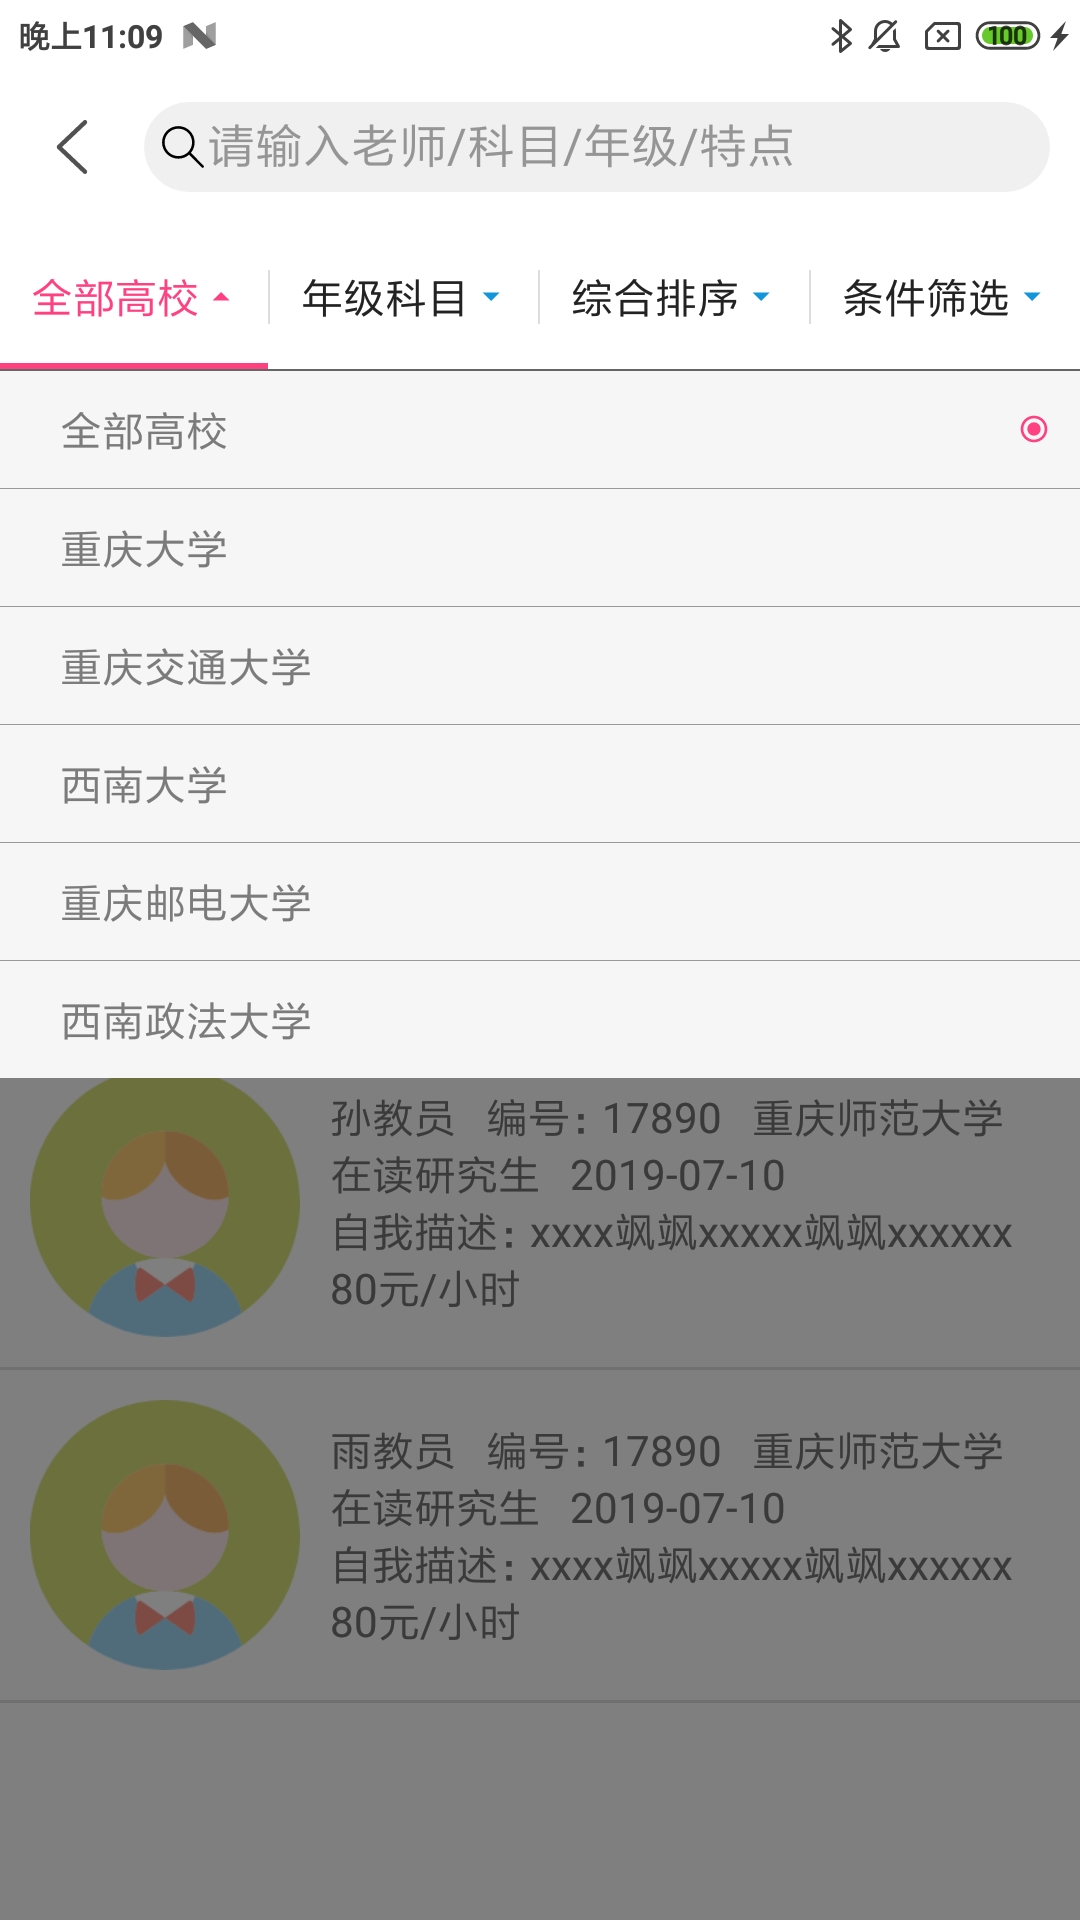 晚上11:09
100
请输入老师/科目/年级/特点
全部高校 年级科目 综合排序 条件筛选
全部高校
重庆大学
重庆交通大学
西南大学
重庆邮电大学
西南政法大学
孙教员 编号: 17890 重庆师范大学
在读研究生 2019-07-10
自我描述: xxxx飒飒xxxxx飒飒xxxxxx
80元/小时
雨教员 编号: 17890 重庆师范大学
在读研究生 2019-07-10
自我描述: xxxx飒飒xxxxx飒飒xxxxxx
80元/小时